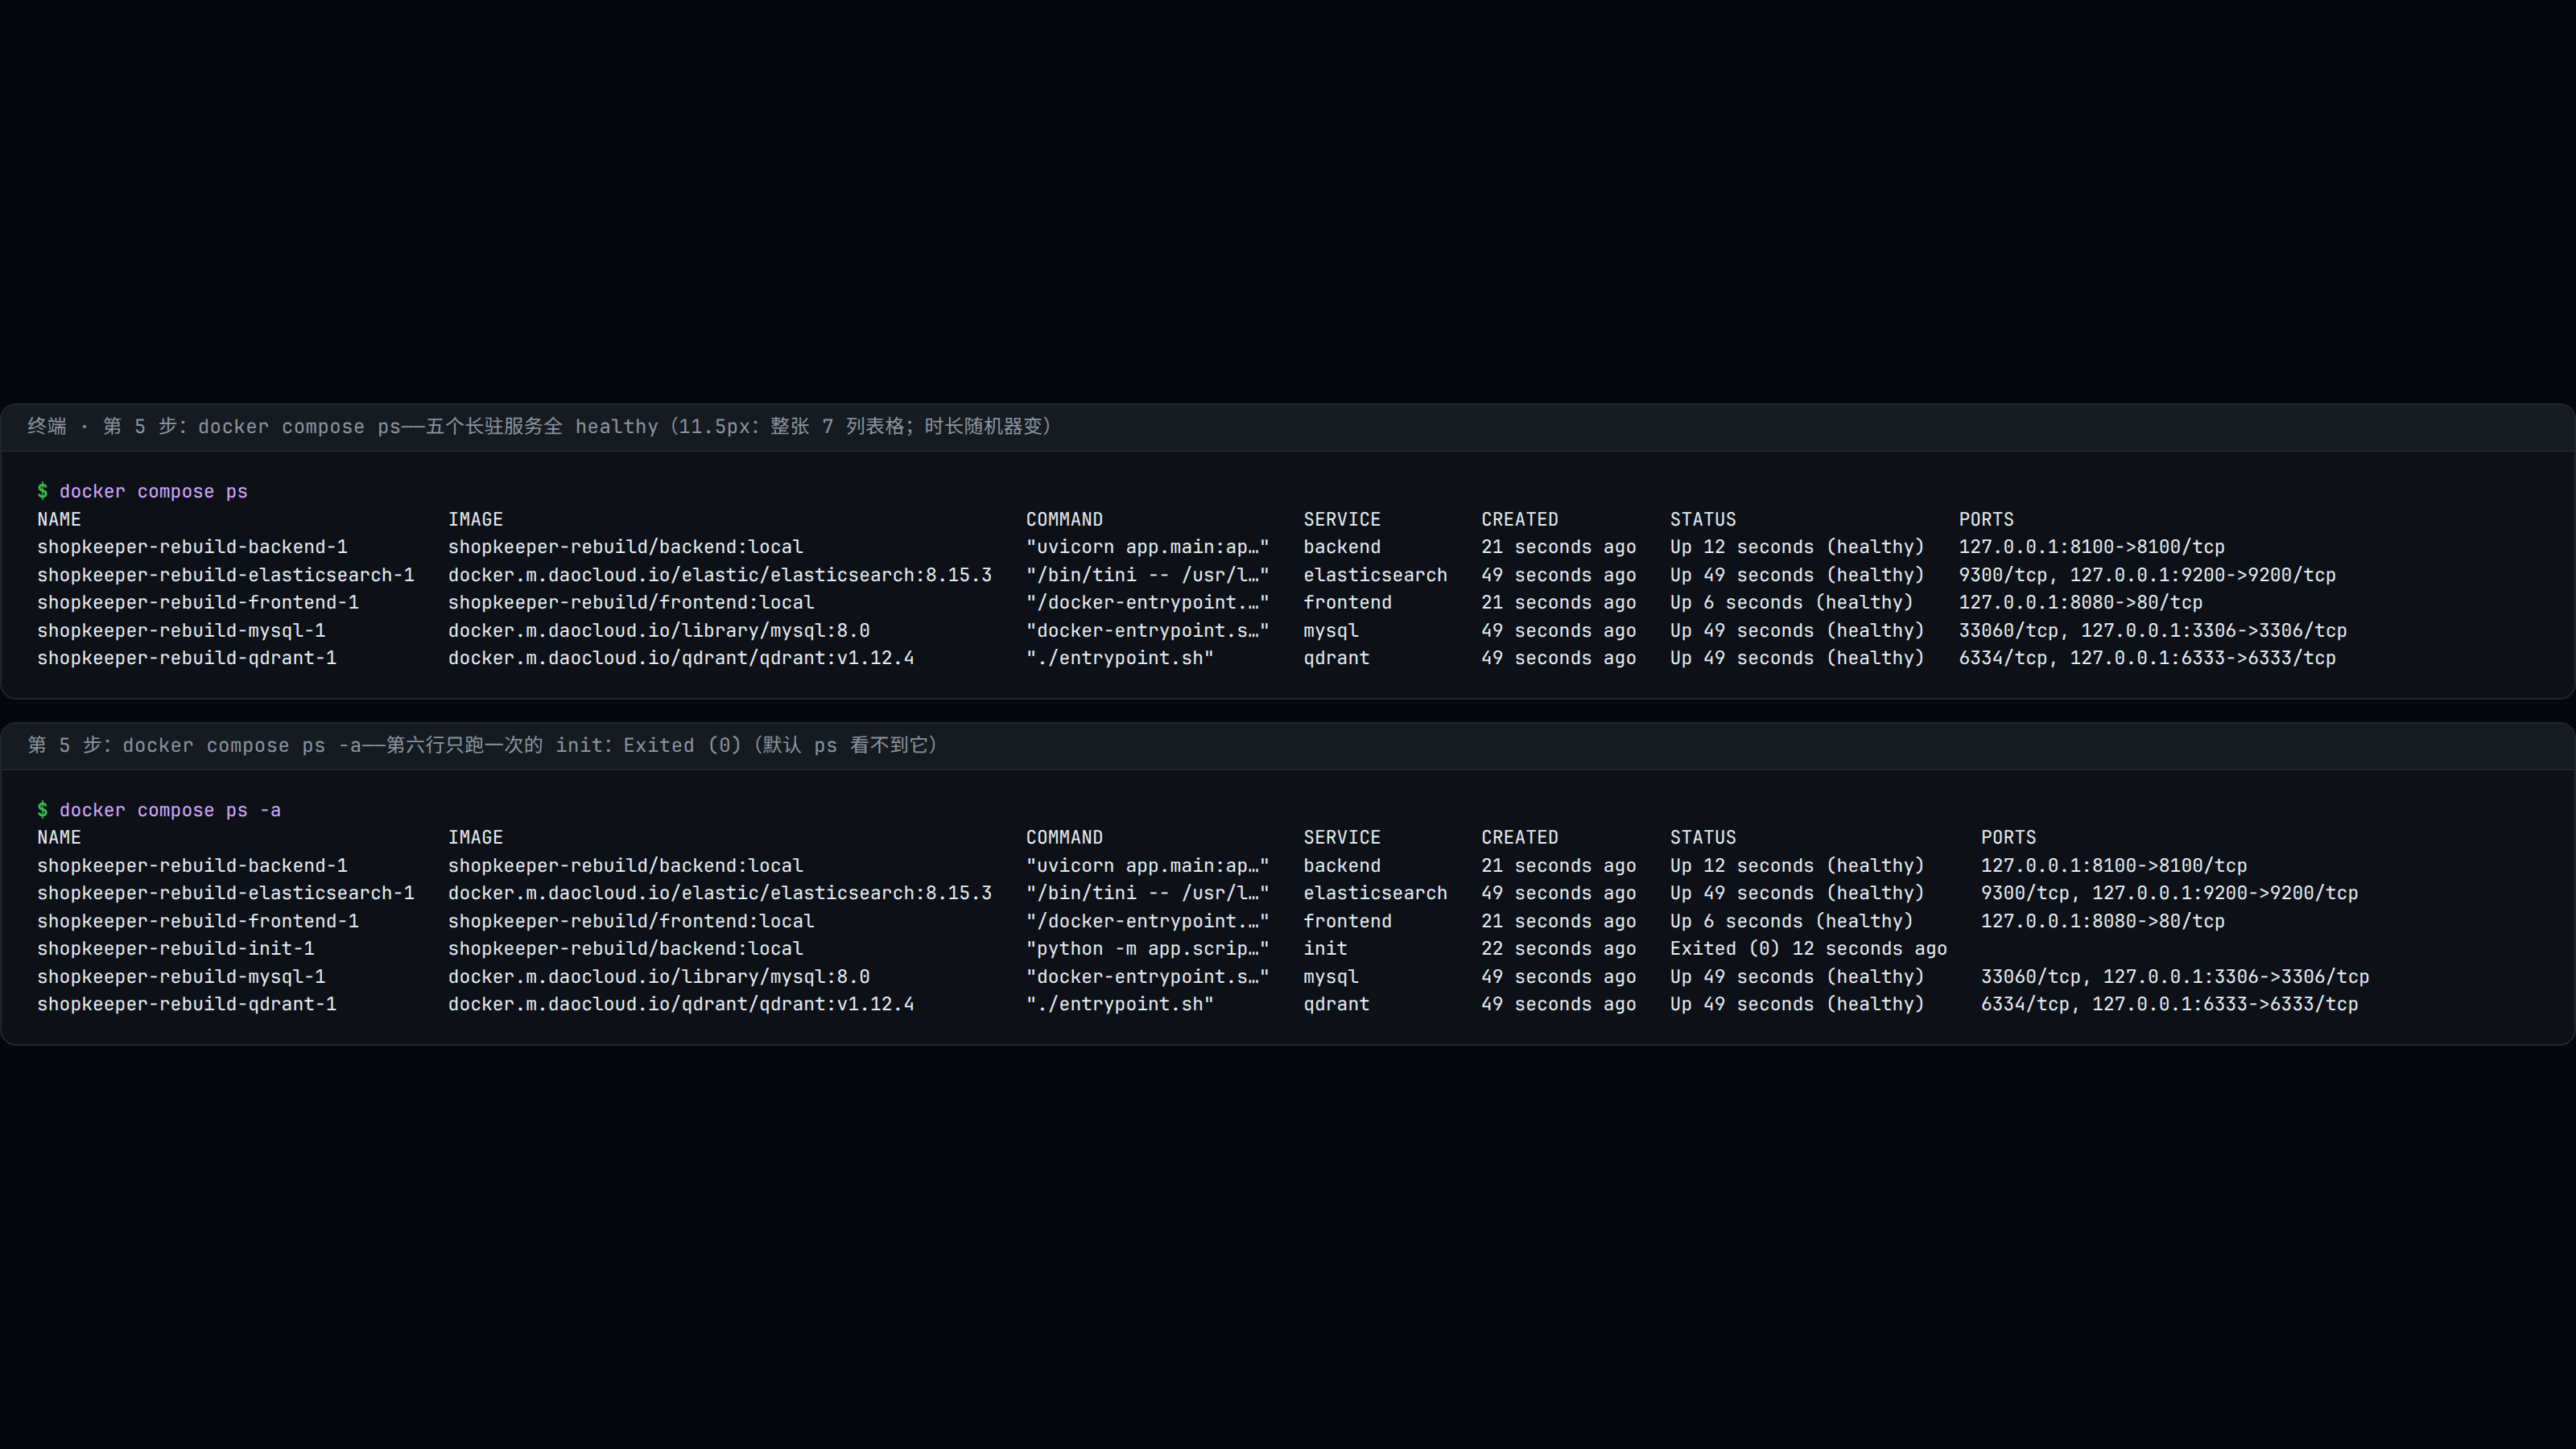 终端 · 第 5 步：docker compose ps——五个长驻服务全 healthy（11.5px：整张 7 列表格；时长随机器变）
$ docker compose ps
NAME IMAGE COMMAND SERVICE CREATED STATUS PORTS
shopkeeper-rebuild-backend-1 shopkeeper-rebuild/backend:local "uvicorn app.main:ap…" backend 21 seconds ago Up 12 seconds (healthy) 127.0.0.1:8100->8100/tcp
shopkeeper-rebuild-elasticsearch-1 docker.m.daocloud.io/elastic/elasticsearch:8.15.3 "/bin/tini -- /usr/l…" elasticsearch 49 seconds ago Up 49 seconds (healthy) 9300/tcp, 127.0.0.1:9200->9200/tcp
shopkeeper-rebuild-frontend-1 shopkeeper-rebuild/frontend:local "/docker-entrypoint.…" frontend 21 seconds ago Up 6 seconds (healthy) 127.0.0.1:8080->80/tcp
shopkeeper-rebuild-mysql-1 docker.m.daocloud.io/library/mysql:8.0 "docker-entrypoint.s…" mysql 49 seconds ago Up 49 seconds (healthy) 33060/tcp, 127.0.0.1:3306->3306/tcp
shopkeeper-rebuild-qdrant-1 docker.m.daocloud.io/qdrant/qdrant:v1.12.4 "./entrypoint.sh" qdrant 49 seconds ago Up 49 seconds (healthy) 6334/tcp, 127.0.0.1:6333->6333/tcp
第 5 步：docker compose ps -a——第六行只跑一次的 init：Exited (0)（默认 ps 看不到它）
$ docker compose ps -a
NAME IMAGE COMMAND SERVICE CREATED STATUS PORTS
shopkeeper-rebuild-backend-1 shopkeeper-rebuild/backend:local "uvicorn app.main:ap…" backend 21 seconds ago Up 12 seconds (healthy) 127.0.0.1:8100->8100/tcp
shopkeeper-rebuild-elasticsearch-1 docker.m.daocloud.io/elastic/elasticsearch:8.15.3 "/bin/tini -- /usr/l…" elasticsearch 49 seconds ago Up 49 seconds (healthy) 9300/tcp, 127.0.0.1:9200->9200/tcp
shopkeeper-rebuild-frontend-1 shopkeeper-rebuild/frontend:local "/docker-entrypoint.…" frontend 21 seconds ago Up 6 seconds (healthy) 127.0.0.1:8080->80/tcp
shopkeeper-rebuild-init-1 shopkeeper-rebuild/backend:local "python -m app.scrip…" init 22 seconds ago Exited (0) 12 seconds ago
shopkeeper-rebuild-mysql-1 docker.m.daocloud.io/library/mysql:8.0 "docker-entrypoint.s…" mysql 49 seconds ago Up 49 seconds (healthy) 33060/tcp, 127.0.0.1:3306->3306/tcp
shopkeeper-rebuild-qdrant-1 docker.m.daocloud.io/qdrant/qdrant:v1.12.4 "./entrypoint.sh" qdrant 49 seconds ago Up 49 seconds (healthy) 6334/tcp, 127.0.0.1:6333->6333/tcp